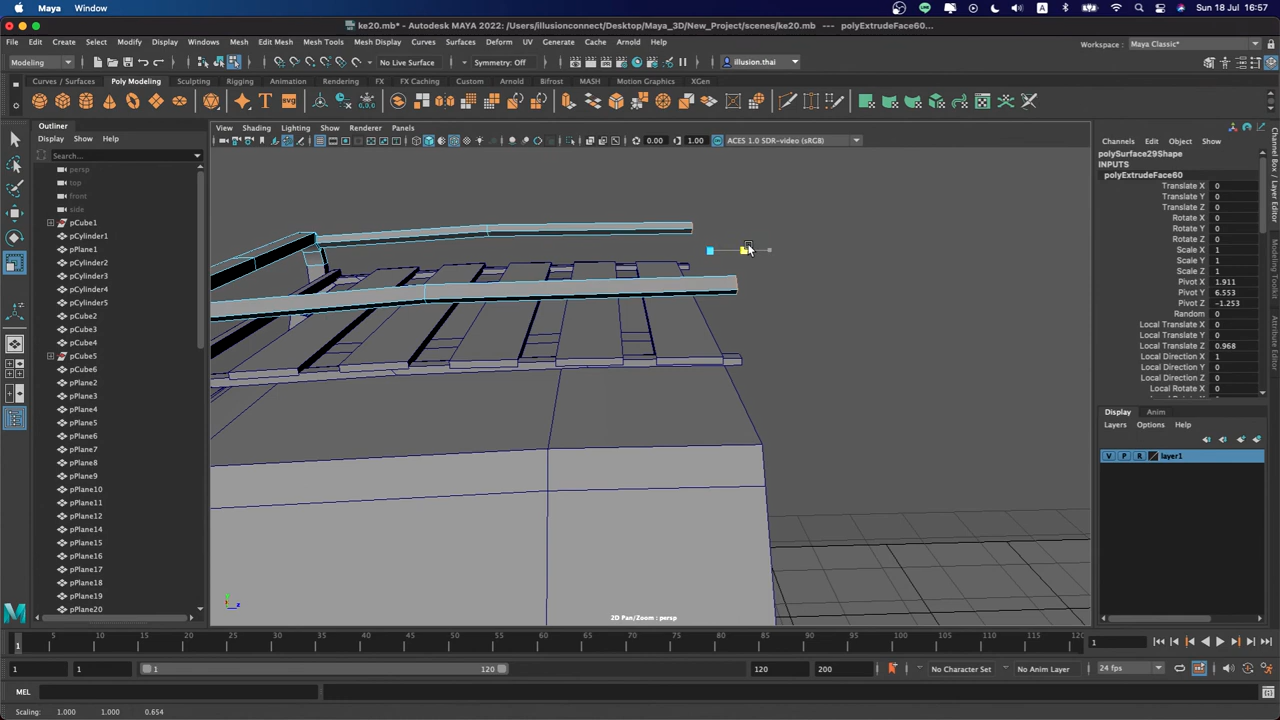 Maya Window A Sun 18 Jul 16:57
ke20.mb* - Autodesk MAYA 2022: /Users/illusionconnect/Desktop/Maya_3D/New_Project/scenes/ke20.mb* --- polyExtrudeFace60...
File Edit Create Select Modify Display Windows Mesh Edit Mesh Mesh Tools Mesh Display Curves Surfaces Deform UV Generate Cache Arnold Help
Workspace : Maya Classic*
Modeling No Live Surface Symmetry: Off illusion.thai
Curves / Surfaces Poly Modeling Sculpting Rigging Animation Rendering FX FX Caching Custom Arnold Bifrost MASH Motion Graphics XGen
Outliner
Display Show Help
Search...
persp
top
front
side
pCube1
pCylinder1
pPlane1
pCylinder2
pCylinder3
pCylinder4
pCylinder5
pCube2
pCube3
pCube4
pCube5
pCube6
pPlane2
pPlane3
pPlane4
pPlane5
pPlane6
pPlane7
pPlane8
pPlane9
pPlane10
pPlane11
pPlane12
pPlane14
pPlane15
pPlane16
pPlane17
pPlane18
pPlane19
pPlane20
View Shading Lighting Show Renderer Panels
0.00 1.00 ACES 1.0 SDR-video (sRGB)
2D Pan/Zoom : persp
Channels Edit Object Show
polySurface29Shape
INPUTS
polyExtrudeFace60
Translate X 0
Translate Y 0
Translate Z 0
Rotate X 0
Rotate Y 0
Rotate Z 0
Scale X 1
Scale Y 1
Scale Z 1
Pivot X 1.911
Pivot Y 6.553
Pivot Z -1.253
Random 0
Local Translate X 0
Local Translate Y 0
Local Translate Z 0.968
Local Direction X 1
Local Direction Y 0
Local Direction Z 0
Local Rotate X 0
Channel Box / Layer Editor
Modeling Toolkit
Attribute Editor
Display Anim
Layers Options Help
V P R layer1
5 10 15 20 25 30 35 40 45 50 55 60 65 70 75 80 85 90 95 100 105 110 115 120
1 1
1 1 1 120 120 200 No Character Set No Anim Layer 24 fps
MEL
Scaling: 1.000 1.000 0.654